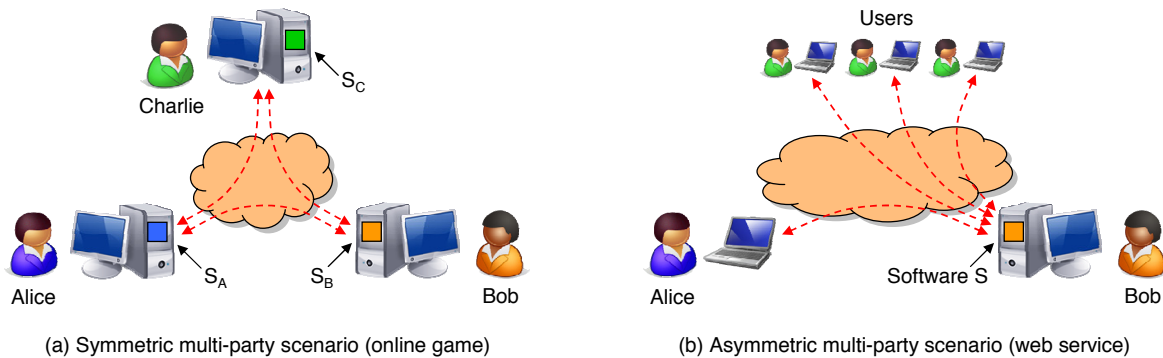 Charlie
S_C
Alice
S_A
S_B
Bob
(a) Symmetric multi-party scenario (online game)
Users
Alice
Software S
Bob
(b) Asymmetric multi-party scenario (web service)